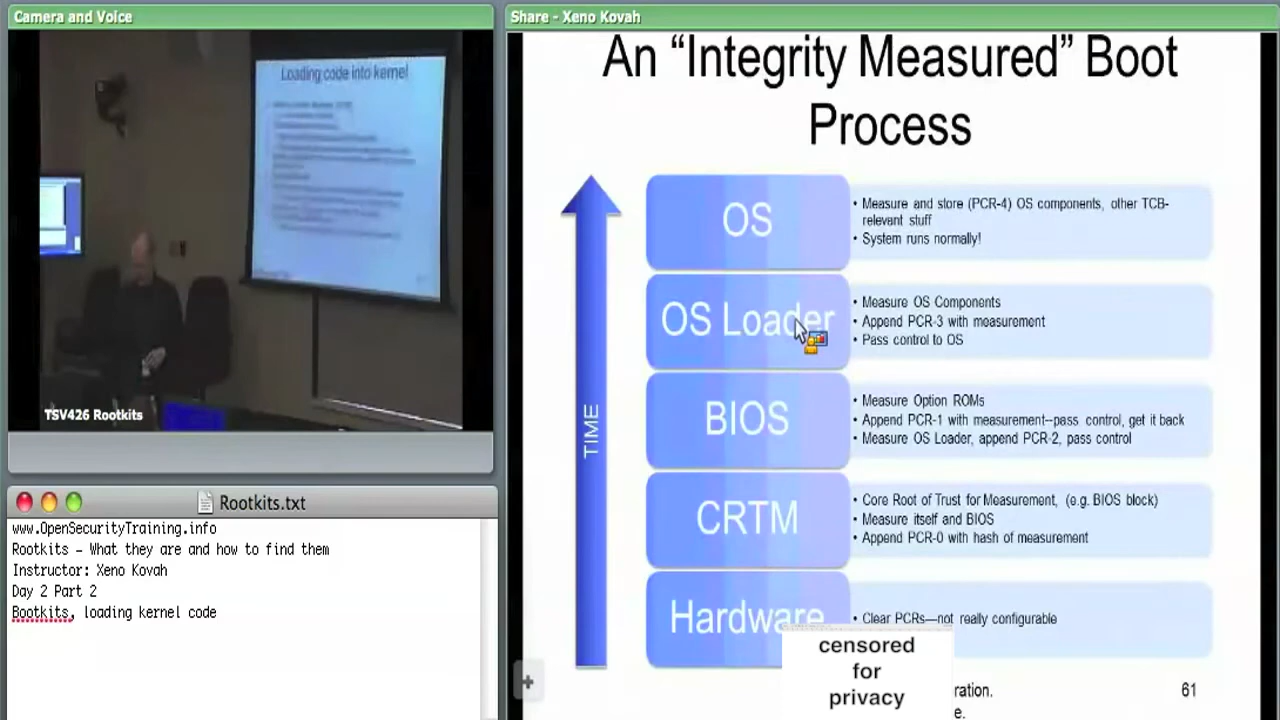 Camera and Voice
Loading code into kernel
TSV426 Rootkits
Rootkits.txt
www.OpenSecurityTraining.info
Rootkits - What they are and how to find them
Instructor: Xeno Kovah
Day 2 Part 2
Bootkits, loading kernel code
Share - Xeno Kovah
An “Integrity Measured” Boot
Process
TIME
OS
• Measure and store (PCR-4) OS components, other TCB-
relevant stuff
• System runs normally!
OS Loader
• Measure OS Components
• Append PCR-3 with measurement
• Pass control to OS
BIOS
• Measure Option ROMs
• Append PCR-1 with measurement--pass control, get it back
• Measure OS Loader, append PCR-2, pass control
CRTM
• Core Root of Trust for Measurement, (e.g. BIOS block)
• Measure itself and BIOS
• Append PCR-0 with hash of measurement
Hardware
• Clear PCRs—not really configurable
censored
for
privacy
ration.
e.
61